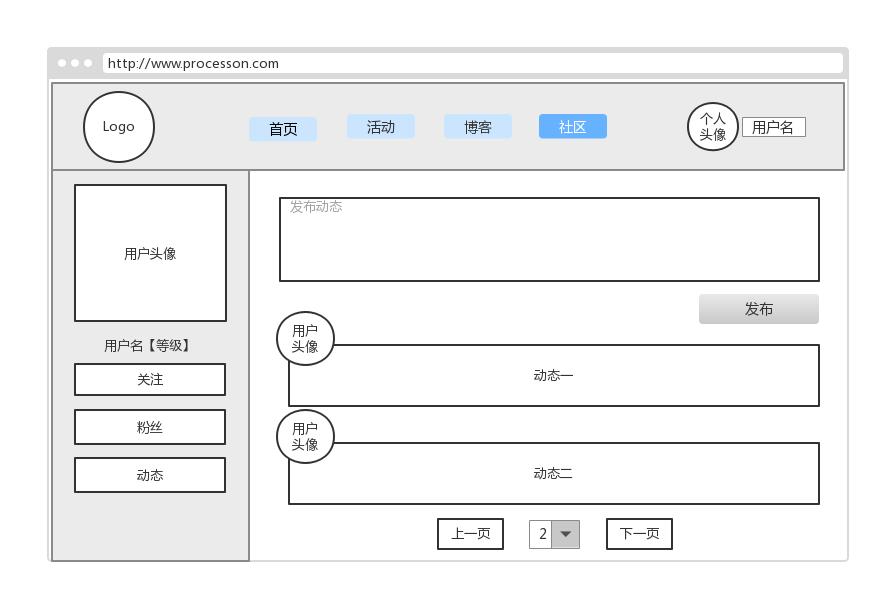 http://www.processon.com
Logo
首页
活动
博客
社区
个人
头像
用户名
用户头像
用户名【等级】
关注
粉丝
动态
发布动态
发布
用户
头像
动态一
用户
头像
动态二
上一页
2
下一页